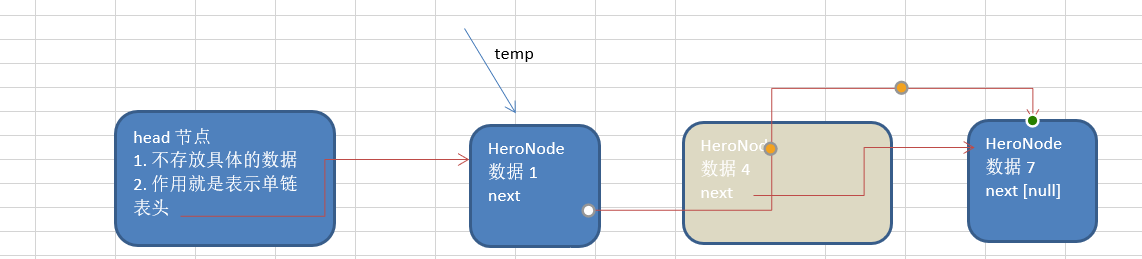 temp
head 节点
1. 不存放具体的数据
2. 作用就是表示单链
表头
HeroNode
数据 1
next
HeroNode
数据 4
next
HeroNode
数据 7
next [null]